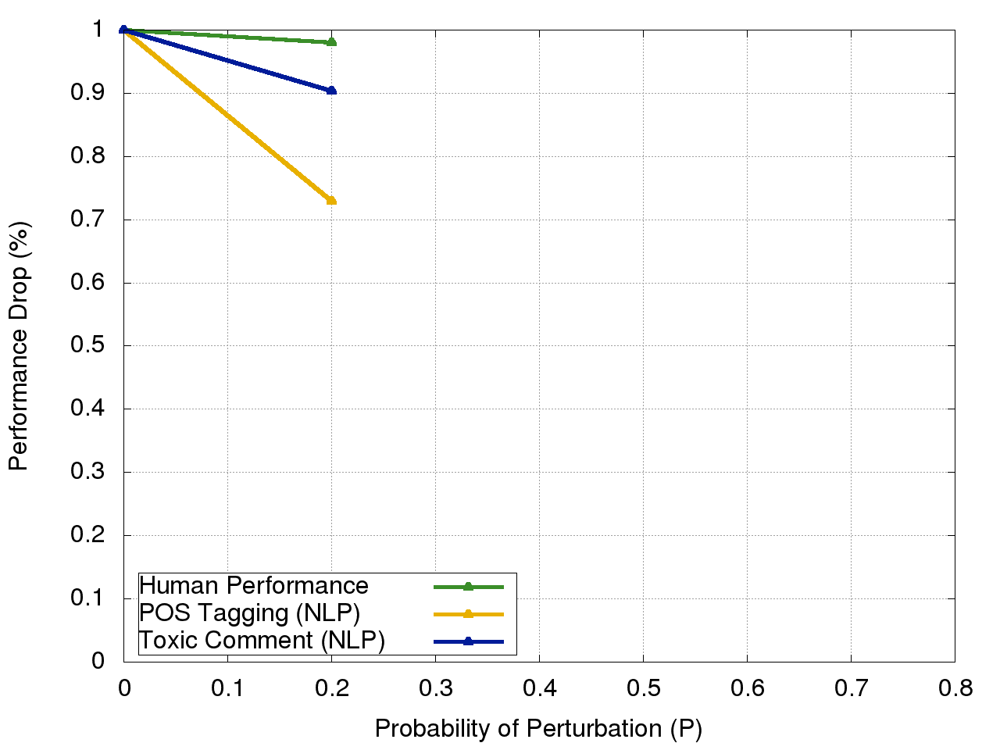 Performance Drop (%)
1
0.9
0.8
0.7
0.6
0.5
0.4
0.3
0.2
0.1
0
Human Performance
POS Tagging (NLP)
Toxic Comment (NLP)
0 0.1 0.2 0.3 0.4 0.5 0.6 0.7 0.8
Probability of Perturbation (P)